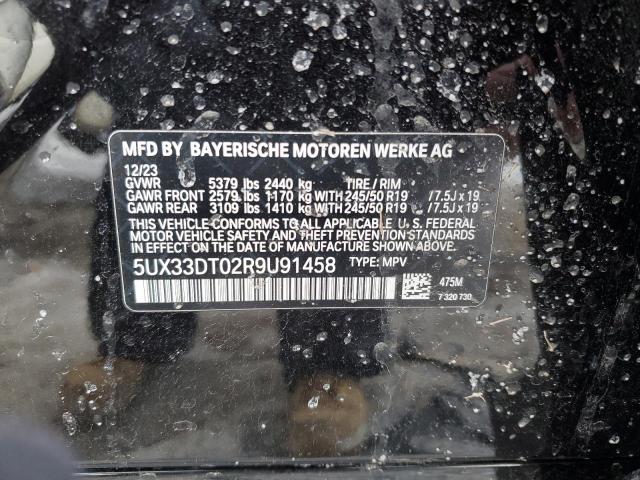 MFD BY BAYERISCHE MOTOREN WERKE AG
12/23
GVWR 5379 lbs 2440 kg TIRE / RIM
GAWR FRONT 2579 lbs 1170 kg WITH 245/50 R19 / 7.5J x 19
GAWR REAR 3109 lbs 1410 kg WITH 245/50 R19 / 7.5J x 19
THIS VEHICLE CONFORMS TO ALL APPLICABLE U.S. FEDERAL
MOTOR VEHICLE SAFETY AND THEFT PREVENTION STANDARDS
IN EFFECT ON THE DATE OF MANUFACTURE SHOWN ABOVE.
5UX33DT02R9U91458 TYPE: MPV
475M
7 320 730